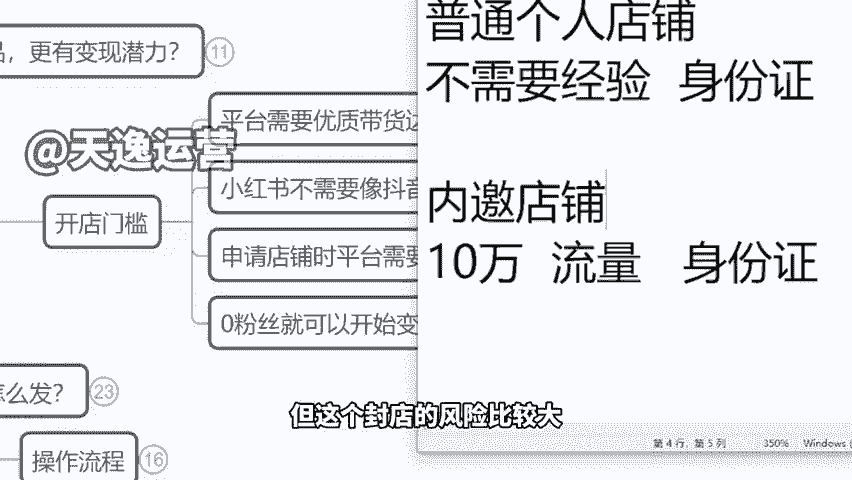 品，更有变现潜力？ 11
平台需要优质带货达
@天逸运营
小红书不需要像抖音
开店门槛
申请店铺时平台需要
0粉丝就可以开始变
怎么发？ 23
操作流程 16
普通个人店铺
不需要经验 身份证
内邀店铺
10万 流量 身份证
但这个封店的风险比较大
第 4 行，第 5 列 350% Windows